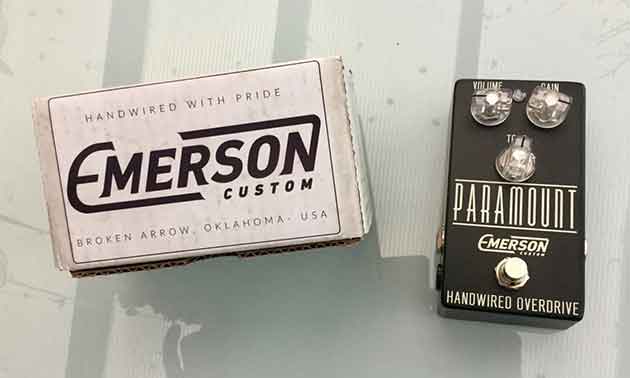 HANDWIRED WITH PRIDE
EMERSON
CUSTOM
BROKEN ARROW, OKLAHOMA - USA
VOLUME
GAIN
PARAMOUNT
EMERSON
CUSTOM
HANDWIRED OVERDRIVE